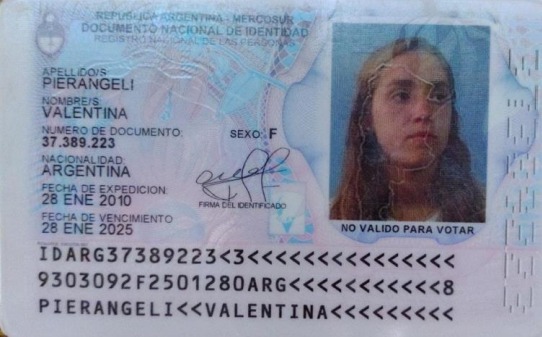 REPUBLICA ARGENTINA - MERCOSUR
DOCUMENTO NACIONAL DE IDENTIDAD
REGISTRO NACIONAL DE LAS PERSONAS
APELLIDO/S
PIERANGELI
NOMBRE/S
VALENTINA
NUMERO DE DOCUMENTO:
37.389.223
SEXO: F
NACIONALIDAD:
ARGENTINA
FECHA DE EXPEDICION:
28 ENE 2010
FECHA DE VENCIMIENTO
28 ENE 2025
FIRMA DEL IDENTIFICADO
NO VALIDO PARA VOTAR
IDARG37389223<3<<<<<<<<<<<<<<<
9303092F2501280ARG<<<<<<<<<<<8
PIERANGELI<<VALENTINA<<<<<<<<<